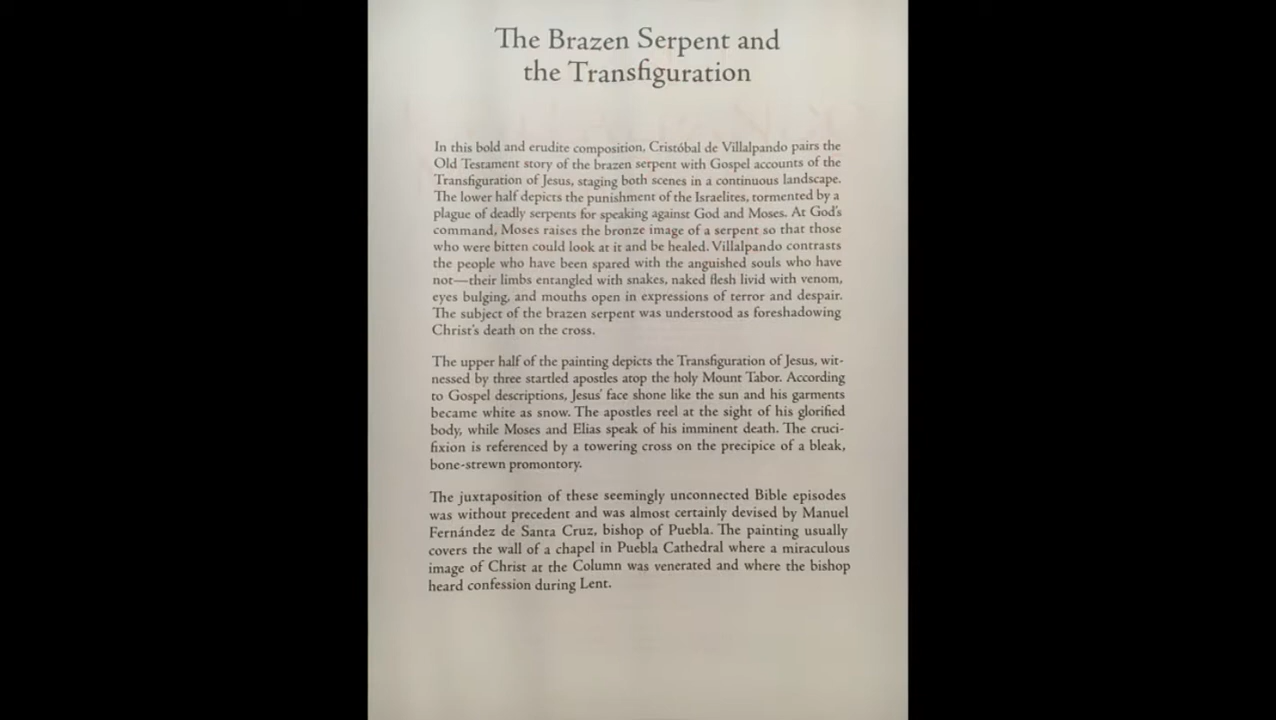 The Brazen Serpent and
the Transfiguration
In this bold and erudite composition, Cristóbal de Villalpando pairs the
Old Testament story of the brazen serpent with Gospel accounts of the
Transfiguration of Jesus, staging both scenes in a continuous landscape.
The lower half depicts the punishment of the Israelites, tormented by a
plague of deadly serpents for speaking against God and Moses. At God's
command, Moses raises the bronze image of a serpent so that those
who were bitten could look at it and be healed. Villalpando contrasts
the people who have been spared with the anguished souls who have
not—their limbs entangled with snakes, naked flesh livid with venom,
eyes bulging, and mouths open in expressions of terror and despair.
The subject of the brazen serpent was understood as foreshadowing
Christ's death on the cross.
The upper half of the painting depicts the Transfiguration of Jesus, wit-
nessed by three startled apostles atop the holy Mount Tabor. According
to Gospel descriptions, Jesus' face shone like the sun and his garments
became white as snow. The apostles reel at the sight of his glorified
body, while Moses and Elias speak of his imminent death. The cruci-
fixion is referenced by a towering cross on the precipice of a bleak,
bone-strewn promontory.
The juxtaposition of these seemingly unconnected Bible episodes
was without precedent and was almost certainly devised by Manuel
Fernández de Santa Cruz, bishop of Puebla. The painting usually
covers the wall of a chapel in Puebla Cathedral where a miraculous
image of Christ at the Column was venerated and where the bishop
heard confession during Lent.